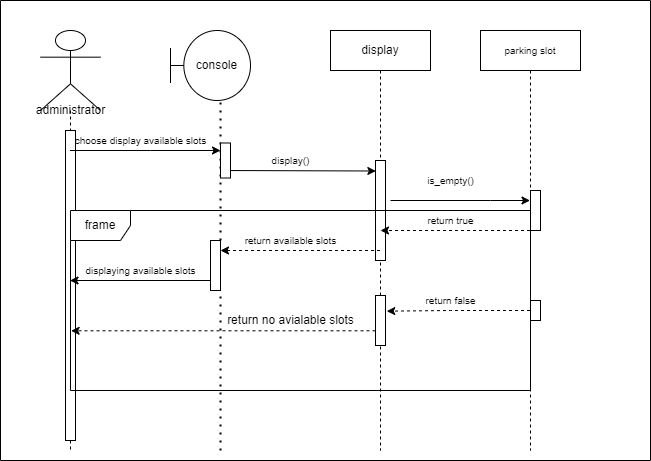 console
display
parking slot
administrator
choose display available slots
display()
is_empty()
frame
return true
return available slots
displaying available slots
return false
return no avialable slots